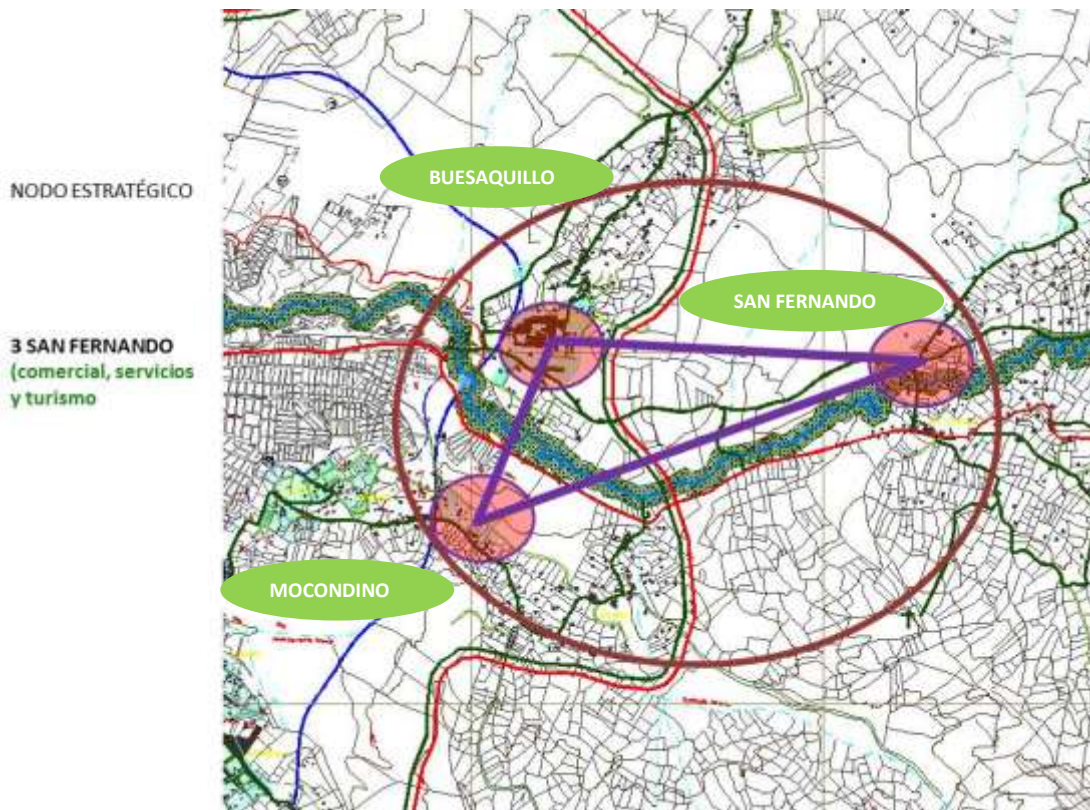 BUESAQUILLO
NODO ESTRATÉGICO
SAN FERNANDO
3 SAN FERNANDO
(comercial, servicios
y turismo
MOCONDINO